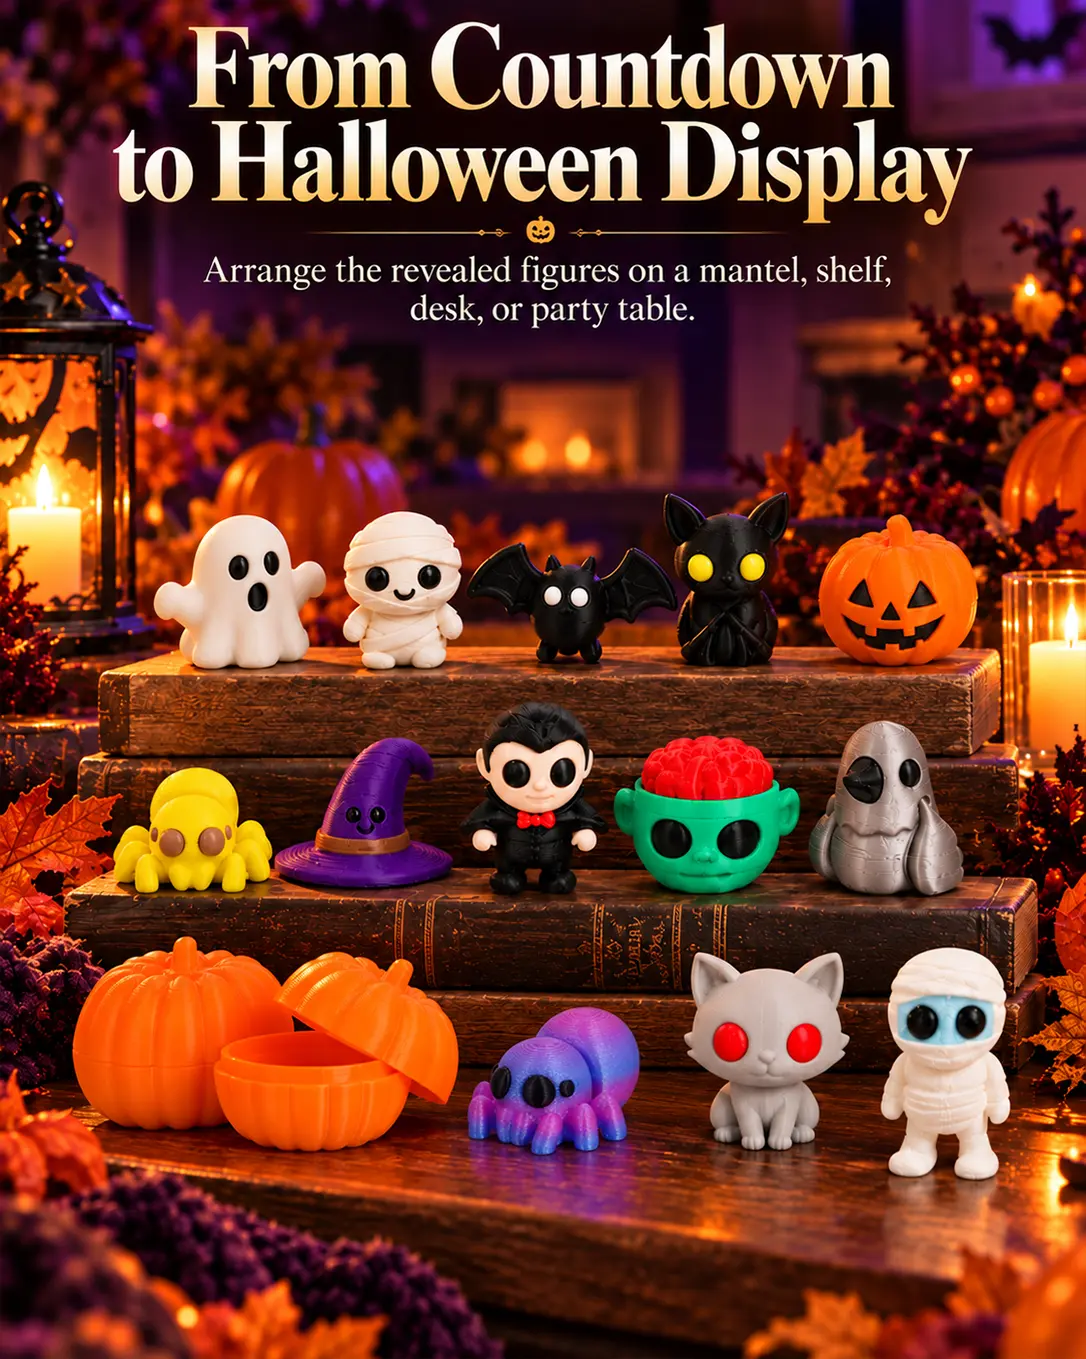 From Countdown
to Halloween Display
Arrange the revealed figures on a mantel, shelf,
desk, or party table.